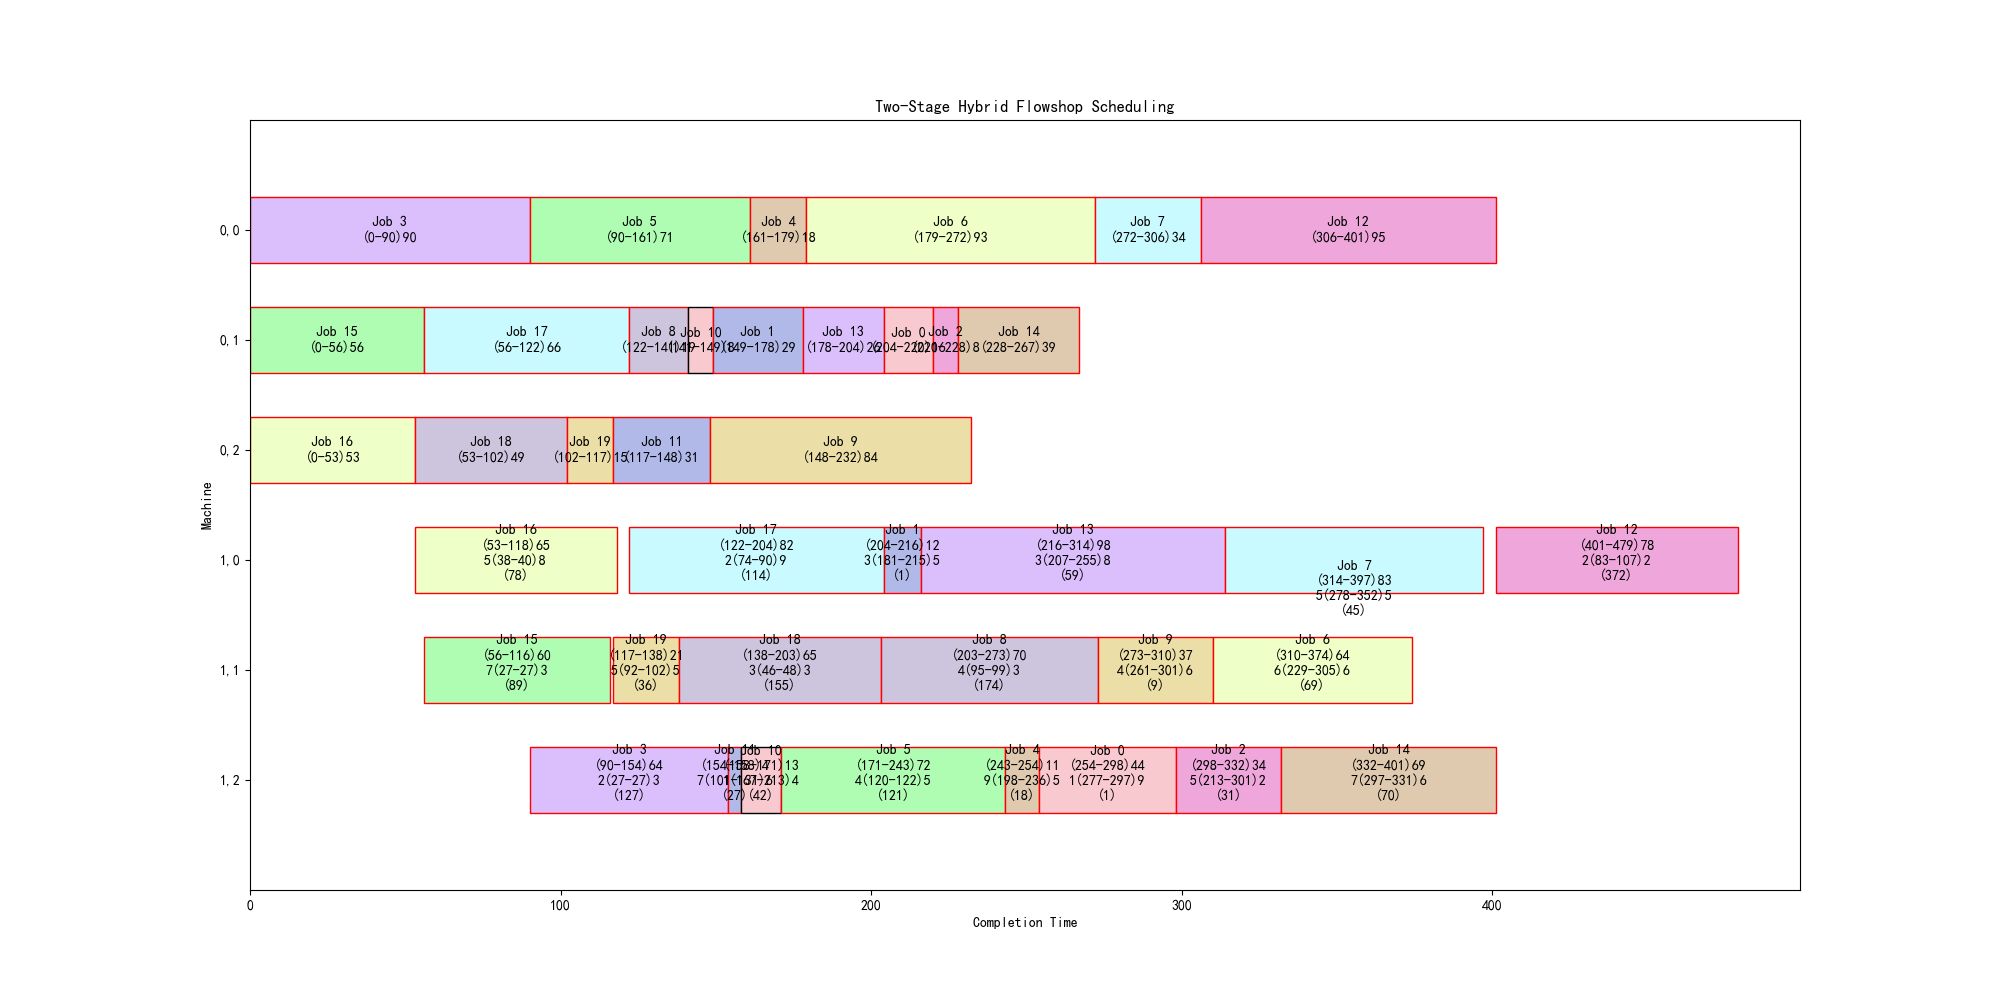 Two-Stage Hybrid Flowshop Scheduling
0,0
Job 3
(0-90)90
Job 5
(90-161)71
Job 4
(161-179)18
Job 6
(179-272)93
Job 7
(272-306)34
Job 12
(306-401)95
0,1
Job 15
(0-56)56
Job 17
(56-122)66
Job 8
(122-141)19
Job 10
(141-149)8
Job 1
(149-178)29
Job 13
(178-204)26
Job 0
(204-220)16
Job 2
(220-228)8
Job 14
(228-267)39
0,2
Job 16
(0-53)53
Job 18
(53-102)49
Job 19
(102-117)15
Job 11
(117-148)31
Job 9
(148-232)84
Machine
1,0
Job 16
(53-118)65
5(38-40)8
(78)
Job 17
(122-204)82
2(74-90)9
(114)
Job 1
(204-216)12
3(181-215)5
(1)
Job 13
(216-314)98
3(207-255)8
(59)
Job 7
(314-397)83
5(278-352)5
(45)
Job 12
(401-479)78
2(83-107)2
(372)
1,1
Job 15
(56-116)60
7(27-27)3
(89)
Job 19
(117-138)21
5(92-102)5
(36)
Job 18
(138-203)65
3(46-48)3
(155)
Job 8
(203-273)70
4(95-99)3
(174)
Job 9
(273-310)37
4(261-301)6
(9)
Job 6
(310-374)64
6(229-305)6
(69)
1,2
Job 3
(90-154)64
2(27-27)3
(127)
Job 11
(154-158)4
(27)
Job 10
(158-171)13
(42)
Job 5
(171-243)72
4(120-122)5
(121)
Job 4
(243-254)11
9(198-236)5
(18)
Job 0
(254-298)44
1(277-297)9
(1)
Job 2
(298-332)34
5(213-301)2
(31)
Job 14
(332-401)69
7(297-331)6
(70)
0
100
200
300
400
Completion Time